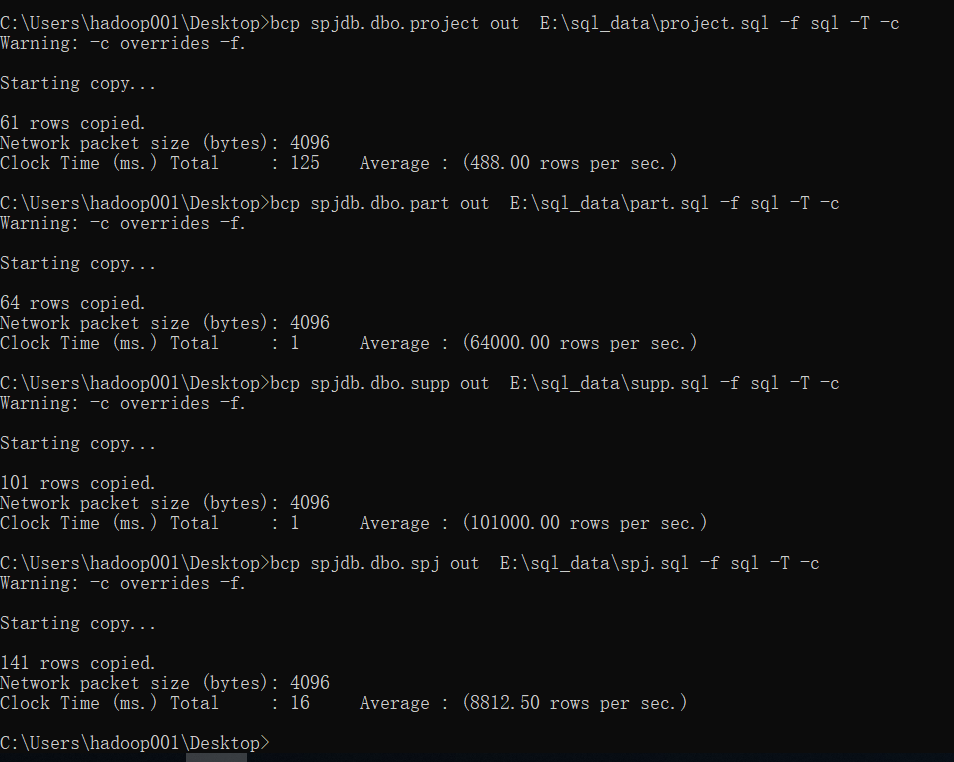 C:\Users\hadoop001\Desktop>bcp spjdb.dbo.project out  E:\sql_data\project.sql -f sql -T -c
Warning: -c overrides -f.
Starting copy...
61 rows copied.
Network packet size (bytes): 4096
Clock Time (ms.) Total     : 125    Average : (488.00 rows per sec.)
C:\Users\hadoop001\Desktop>bcp spjdb.dbo.part out  E:\sql_data\part.sql -f sql -T -c
Warning: -c overrides -f.
Starting copy...
64 rows copied.
Network packet size (bytes): 4096
Clock Time (ms.) Total     : 1      Average : (64000.00 rows per sec.)
C:\Users\hadoop001\Desktop>bcp spjdb.dbo.supp out  E:\sql_data\supp.sql -f sql -T -c
Warning: -c overrides -f.
Starting copy...
101 rows copied.
Network packet size (bytes): 4096
Clock Time (ms.) Total     : 1      Average : (101000.00 rows per sec.)
C:\Users\hadoop001\Desktop>bcp spjdb.dbo.spj out  E:\sql_data\spj.sql -f sql -T -c
Warning: -c overrides -f.
Starting copy...
141 rows copied.
Network packet size (bytes): 4096
Clock Time (ms.) Total     : 16     Average : (8812.50 rows per sec.)
C:\Users\hadoop001\Desktop>